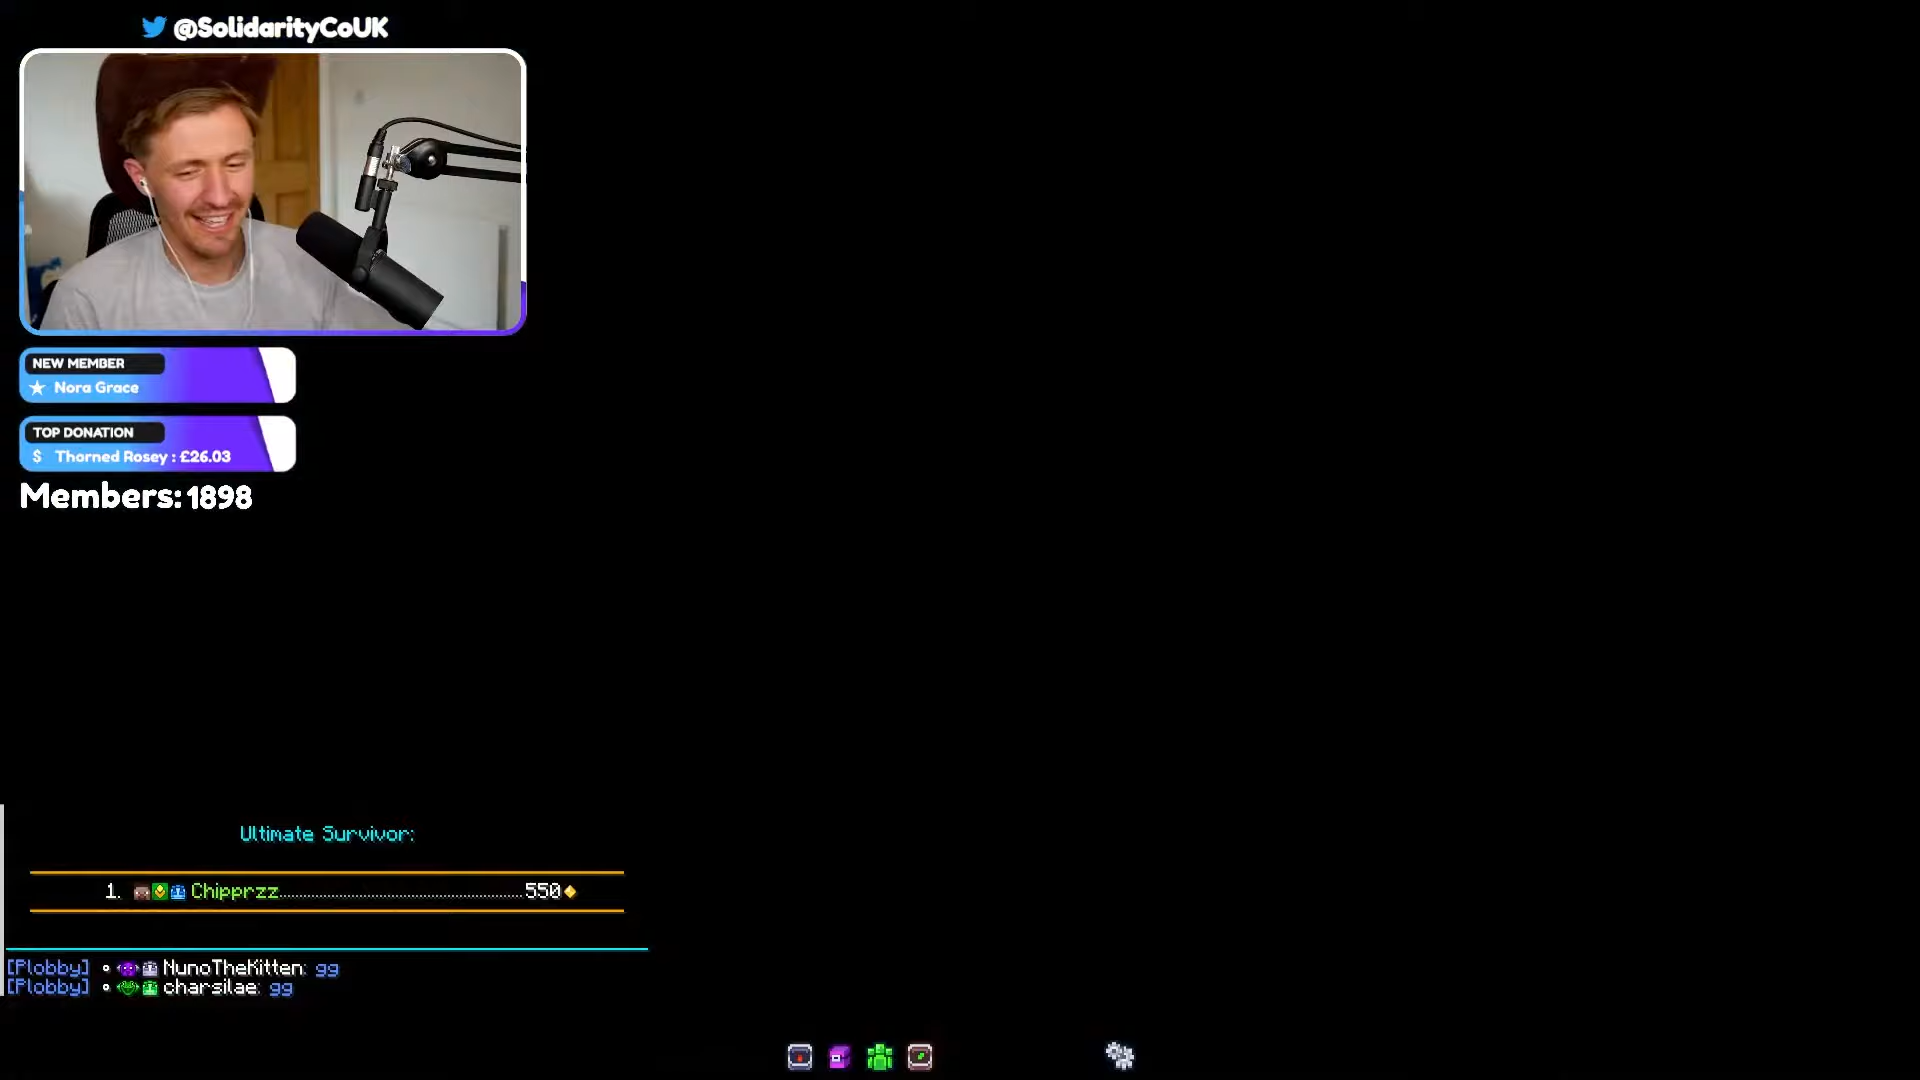 @SolidarityCoUK
NEW MEMBER
Nora Grace
TOP DONATION
$ Thorned Rosey : £26.03
Members: 1898
Ultimate Survivor:
1. Chipprzz 550
[Plobby] NunoTheKitten: gg
[Plobby] charsilae: gg